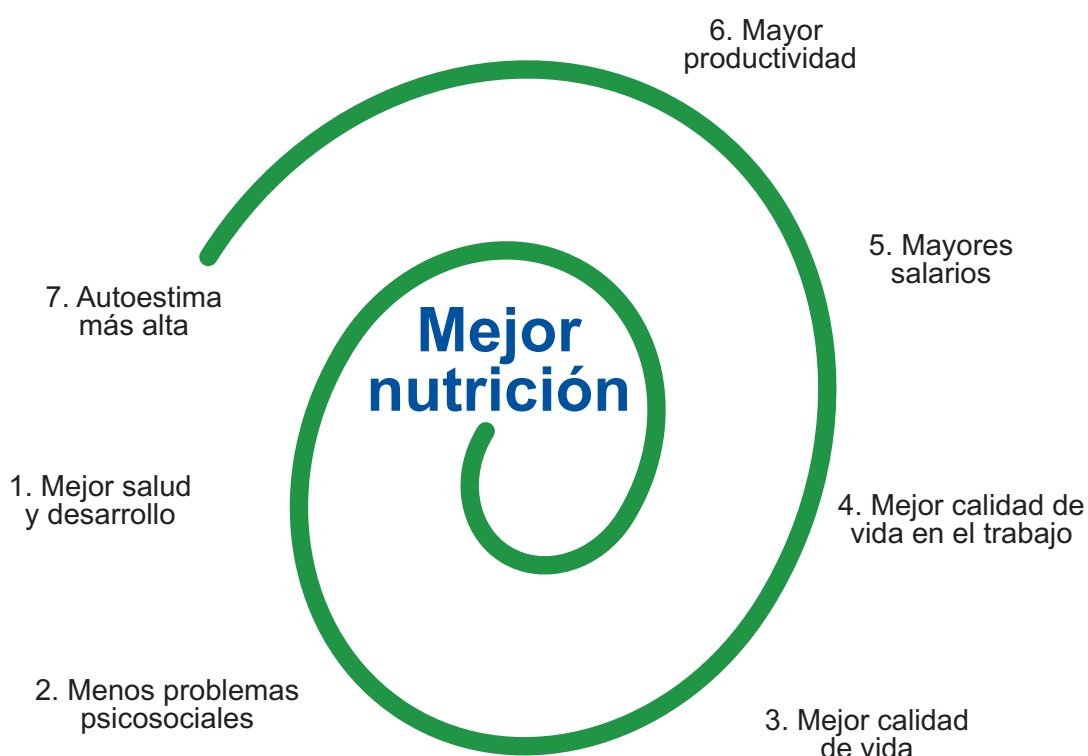 6. Mayor
productividad
5. Mayores
salarios
7. Autoestima
más alta
Mejor
nutrición
1. Mejor salud
y desarrollo
4. Mejor calidad de
vida en el trabajo
2. Menos problemas
psicosociales
3. Mejor calidad
de vida